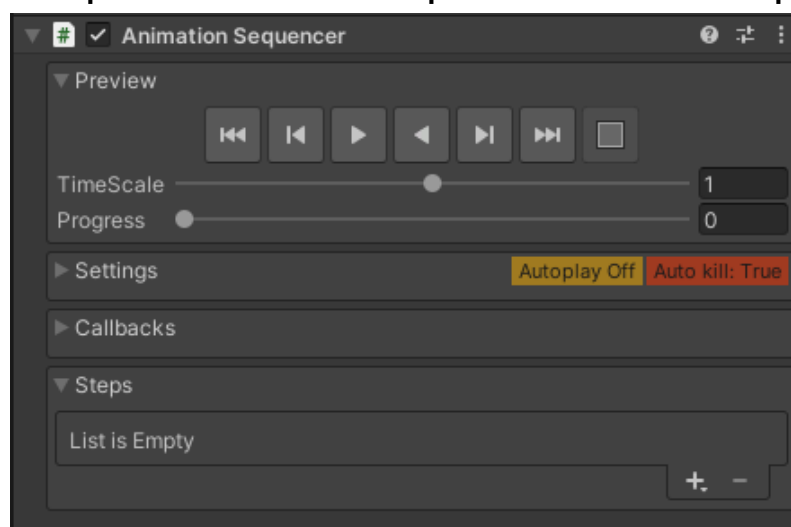 Animation Sequencer
Preview
TimeScale 1
Progress 0
Settings Autoplay Off Auto kill: True
Callbacks
Steps
List is Empty